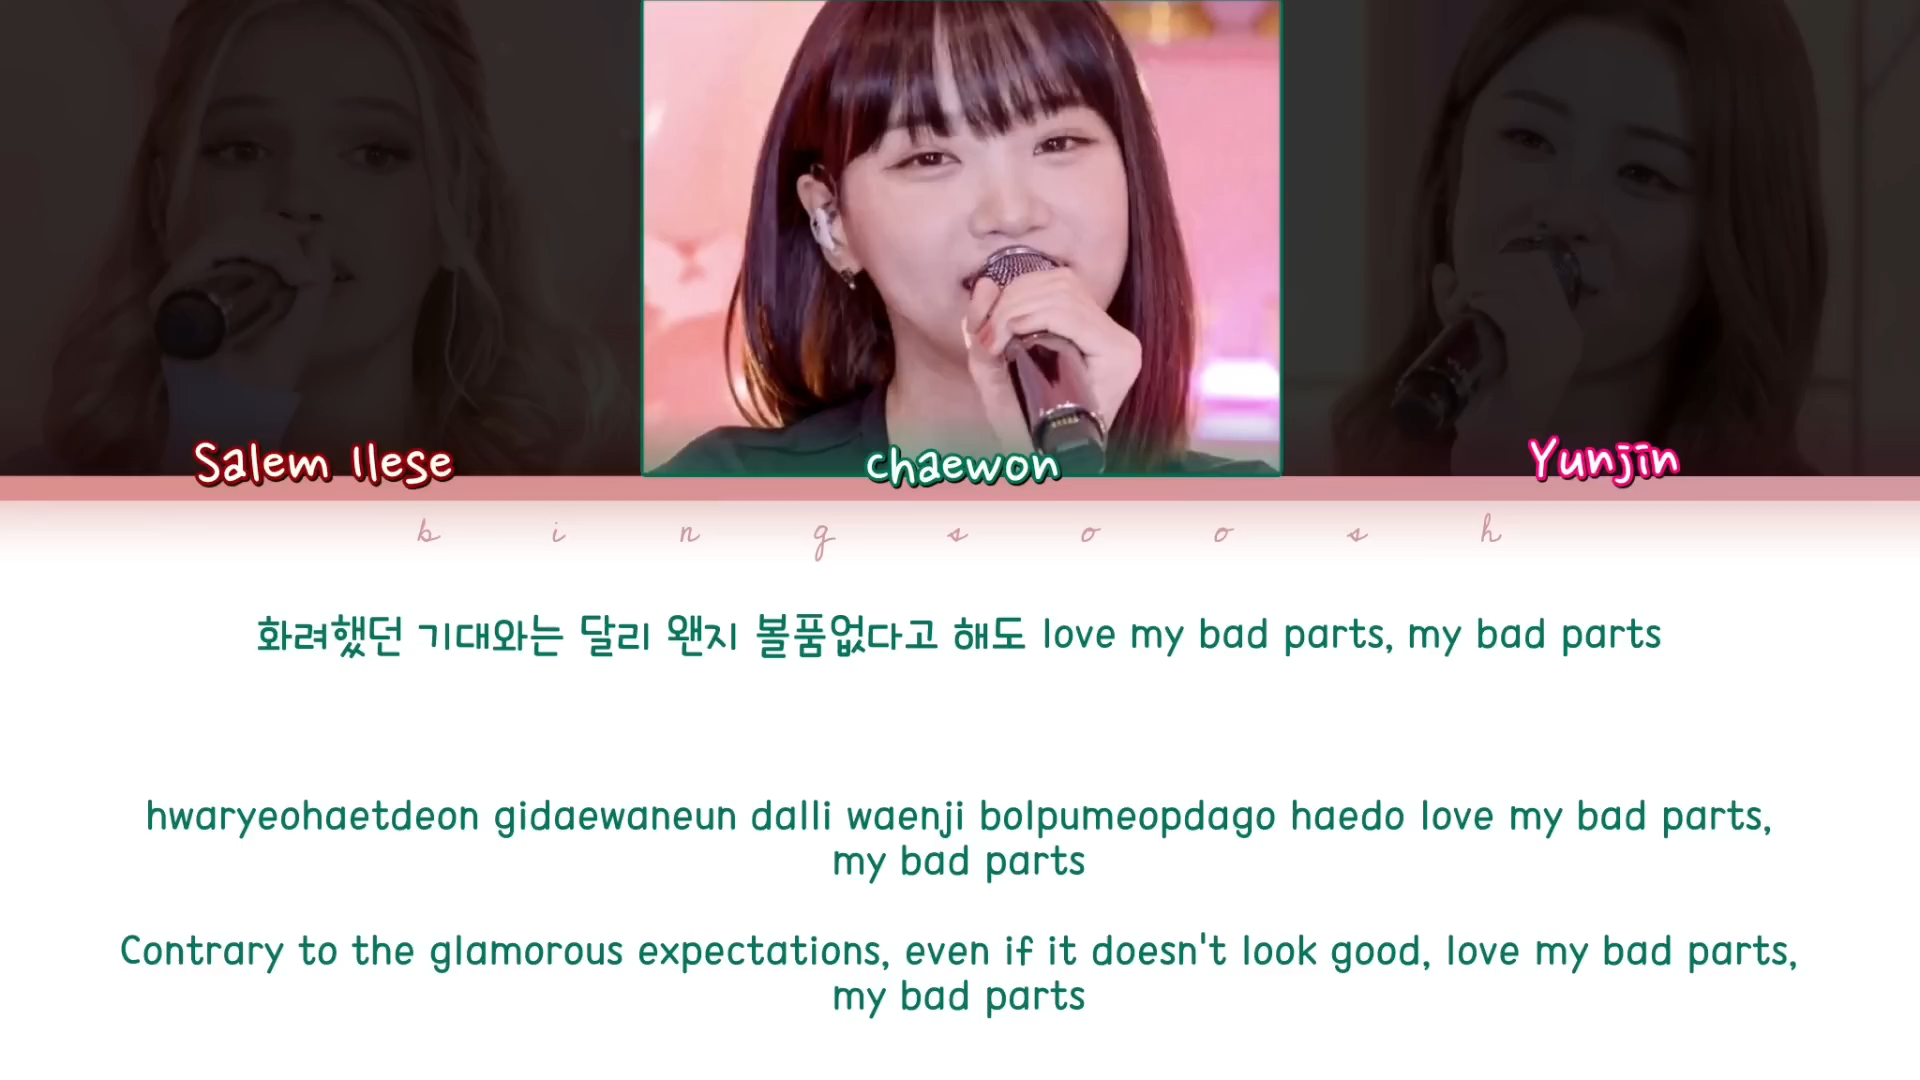 Salem Ilese
chaewon
Yunjin
b i n g s o o s h
화려했던 기대와는 달리 왠지 볼품없다고 해도 love my bad parts, my bad parts
hwaryeohaetdeon gidaewaneun dalli waenji bolpumeopdago haedo love my bad parts,
my bad parts
Contrary to the glamorous expectations, even if it doesn't look good, love my bad parts,
my bad parts